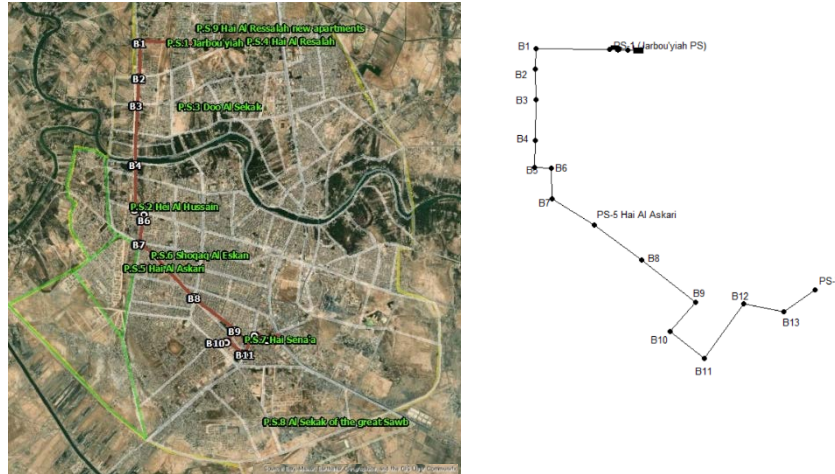 P.S.9 Hai Al Ressalah new apartments
B1
P.S.1 Jarbou'yiah
P.S.4 Hai Al Resalah
B2
B3
P.S.3 Doo Al Sekak
B4
P.S.2 Hei Al Hussain
B6
B7
P.S.6 Shoqaq Al Eskan
P.S.5 Hai Al Askari
B8
B9
B10
P.S.7 Hai Sena'a
B11
P.S.8 Al Sekak of the great Sawb
B1
PS-1 (Jarbou'yiah PS)
B2
B3
B4
B5
B6
B7
PS-5 Hai Al Askari
B8
B9
B10
B11
B12
B13
PS-